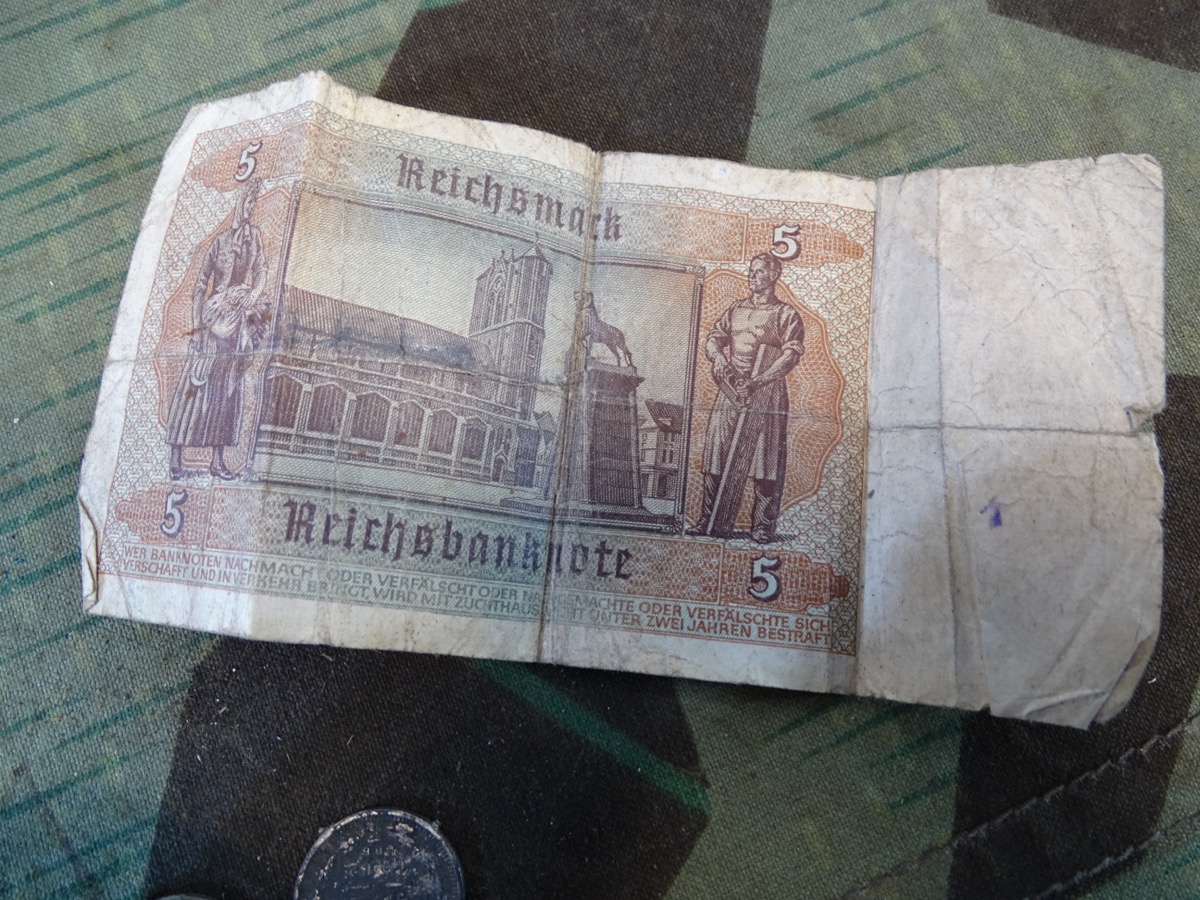 5
Reichsmark
5
5
Reichsbanknote
5
WER BANKNOTEN NACHMACHT ODER VERFÄLSCHT ODER NACHGEMACHTE ODER VERFÄLSCHTE SICH
VERSCHAFFT UND IN VERKEHR BRINGT, WIRD MIT ZUCHTHAUS NICHT UNTER ZWEI JAHREN BESTRAFT